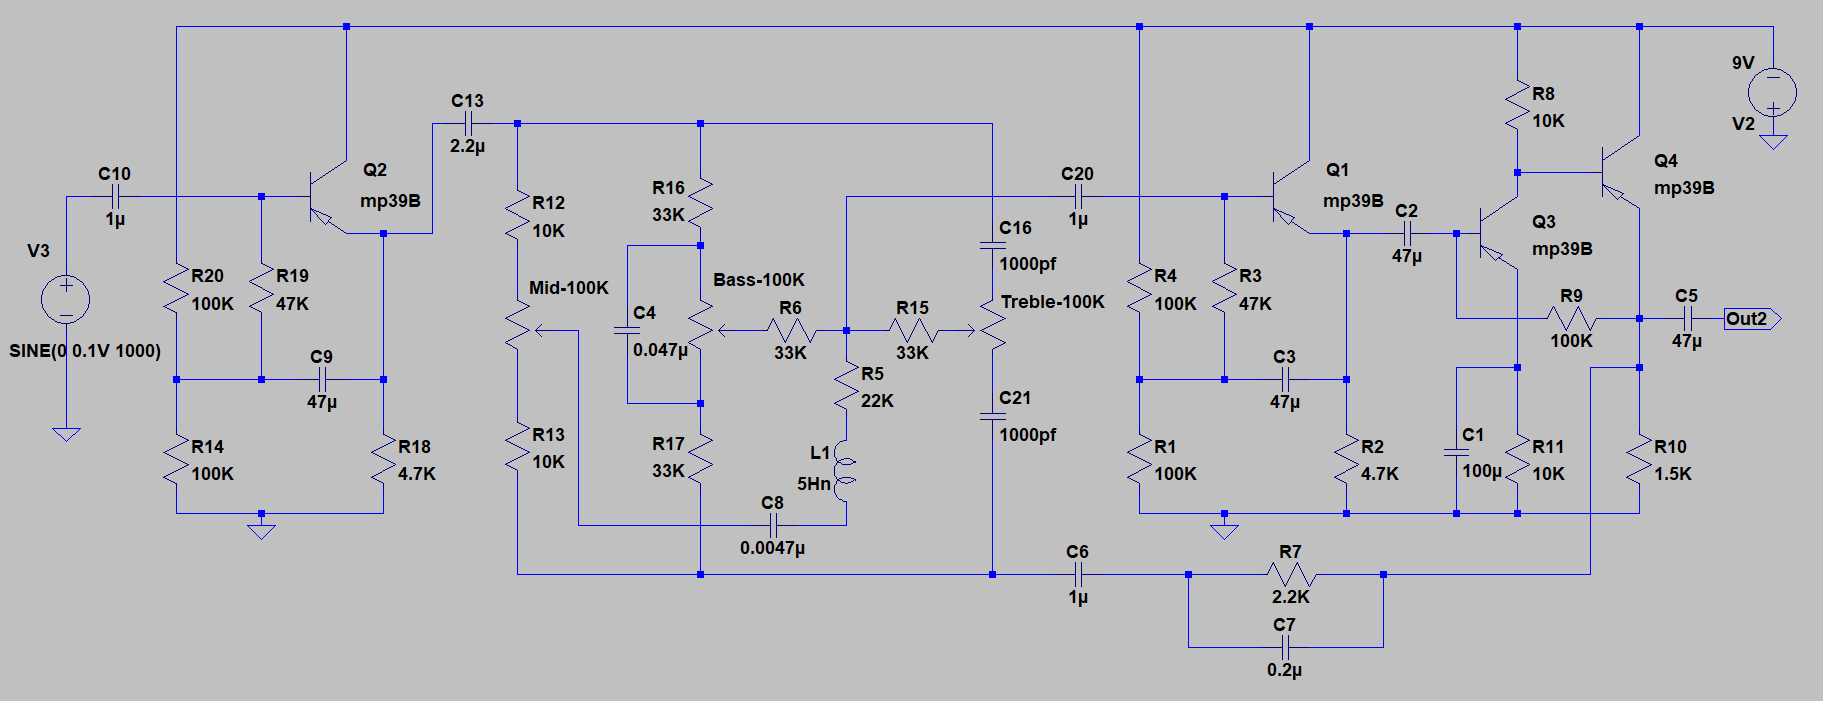 9V
V2
R8
10K
C13
2.2µ
Q2
mp39B
C10
1µ
Q4
mp39B
C20
1µ
Q1
mp39B
R16
33K
R12
10K
C2
47µ
Q3
mp39B
C16
1000pf
V3
SINE(0 0.1V 1000)
R20
100K
R19
47K
Mid-100K
Bass-100K
Treble-100K
R4
100K
R3
47K
C4
0.047µ
R6
33K
R15
33K
R9
100K
C5
47µ
Out2
C9
47µ
R5
22K
C3
47µ
C21
1000pf
R14
100K
R18
4.7K
R13
10K
R17
33K
L1
5Hn
R1
100K
R2
4.7K
C1
100µ
R11
10K
R10
1.5K
C8
0.0047µ
C6
1µ
R7
2.2K
C7
0.2µ